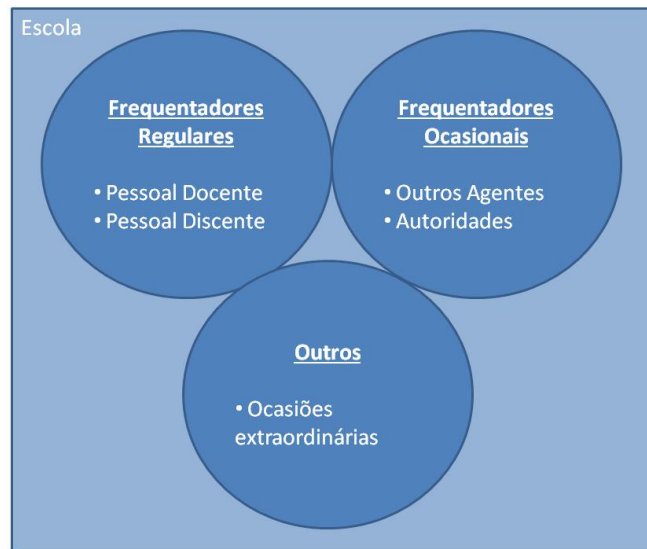 Escola
Frequentadores
Regulares
• Pessoal Docente
• Pessoal Discente
Frequentadores
Ocasionais
• Outros Agentes
• Autoridades
Outros
• Ocasiões
extraordinárias